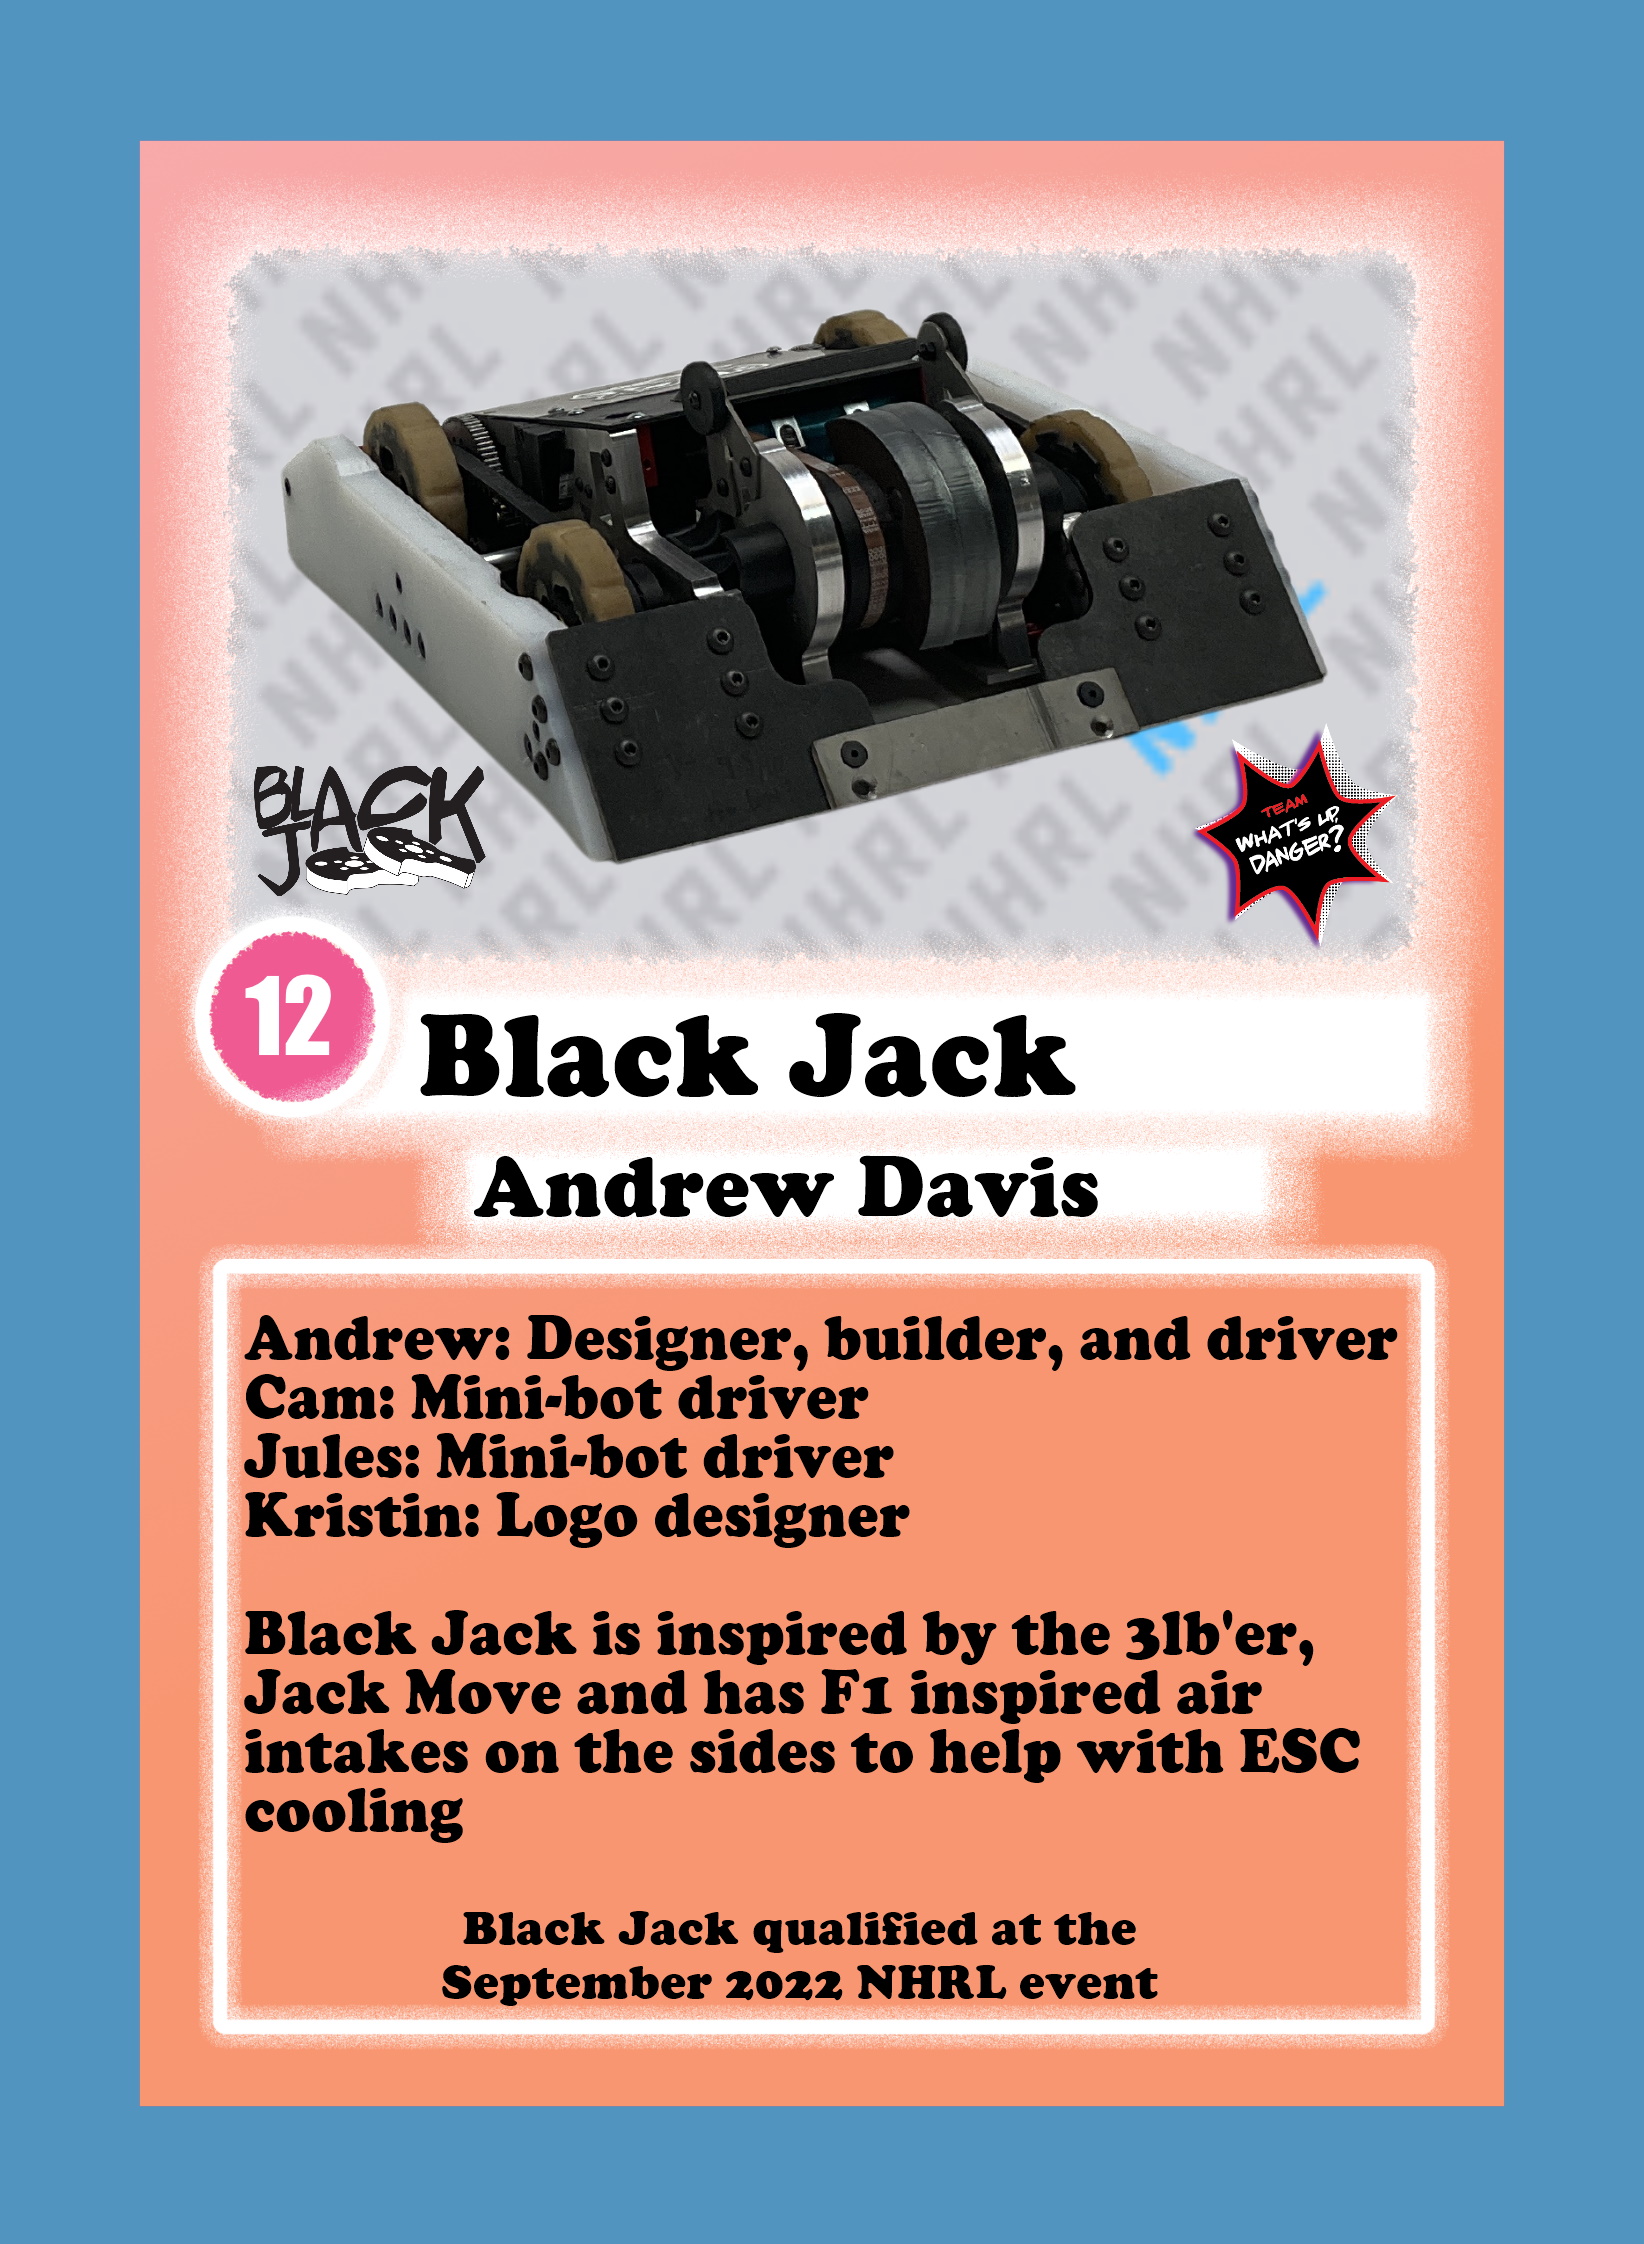 NHRL
BLACK
JACK
TEAM
WHAT'S UP,
DANGER?
12
Black Jack
Andrew Davis
Andrew: Designer, builder, and driver
Cam: Mini-bot driver
Jules: Mini-bot driver
Kristin: Logo designer
Black Jack is inspired by the 3lb'er,
Jack Move and has F1 inspired air
intakes on the sides to help with ESC
cooling
Black Jack qualified at the
September 2022 NHRL event